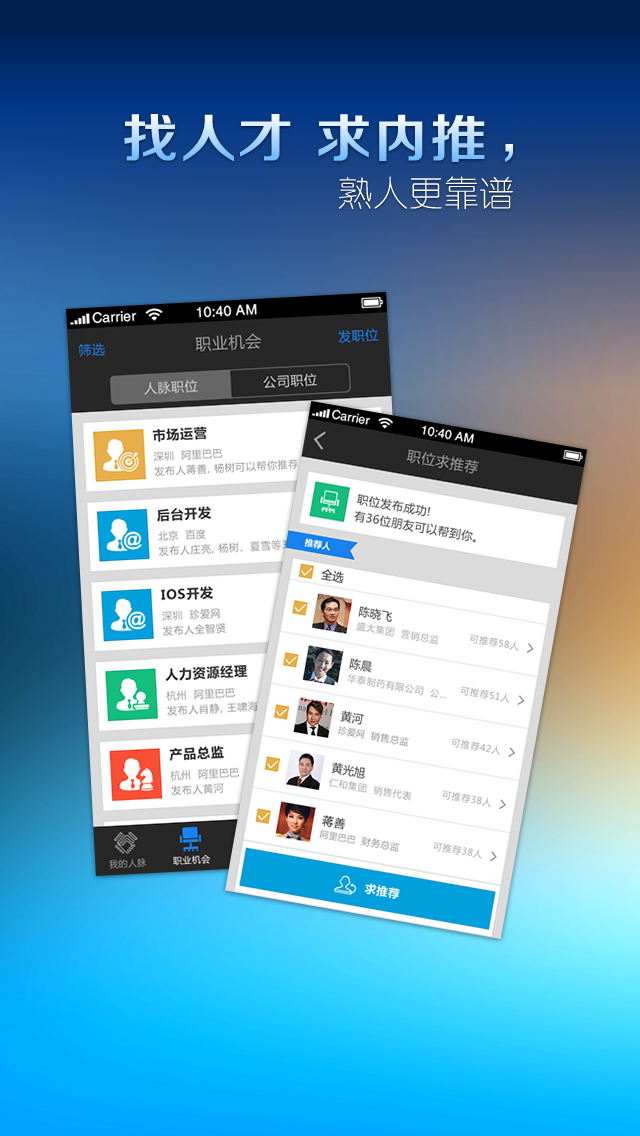 找人才 求内推，
熟人更靠谱
Carrier 10:40 AM
筛选 职业机会 发职位
人脉职位 公司职位
市场运营
深圳 阿里巴巴
发布人蒋善, 杨树可以帮你推荐
后台开发
北京 百度
发布人庄亮, 杨树、夏雪等3
IOS开发
深圳 珍爱网
发布人全智贤
人力资源经理
杭州 阿里巴巴
发布人肖静, 王啸海
产品总监
杭州 阿里巴巴
发布人黄河
我的人脉 职业机会
Carrier 10:40 AM
职位求推荐
职位发布成功!
有36位朋友可以帮到你。
推荐人
全选
陈晓飞
盛大集团 营销总监 可推荐58人
陈晨
华泰制药有限公司 公... 可推荐51人
黄河
珍爱网 销售总监 可推荐42人
黄光旭
仁和集团 销售代表 可推荐38人
蒋善
阿里巴巴 财务总监 可推荐38人
求推荐